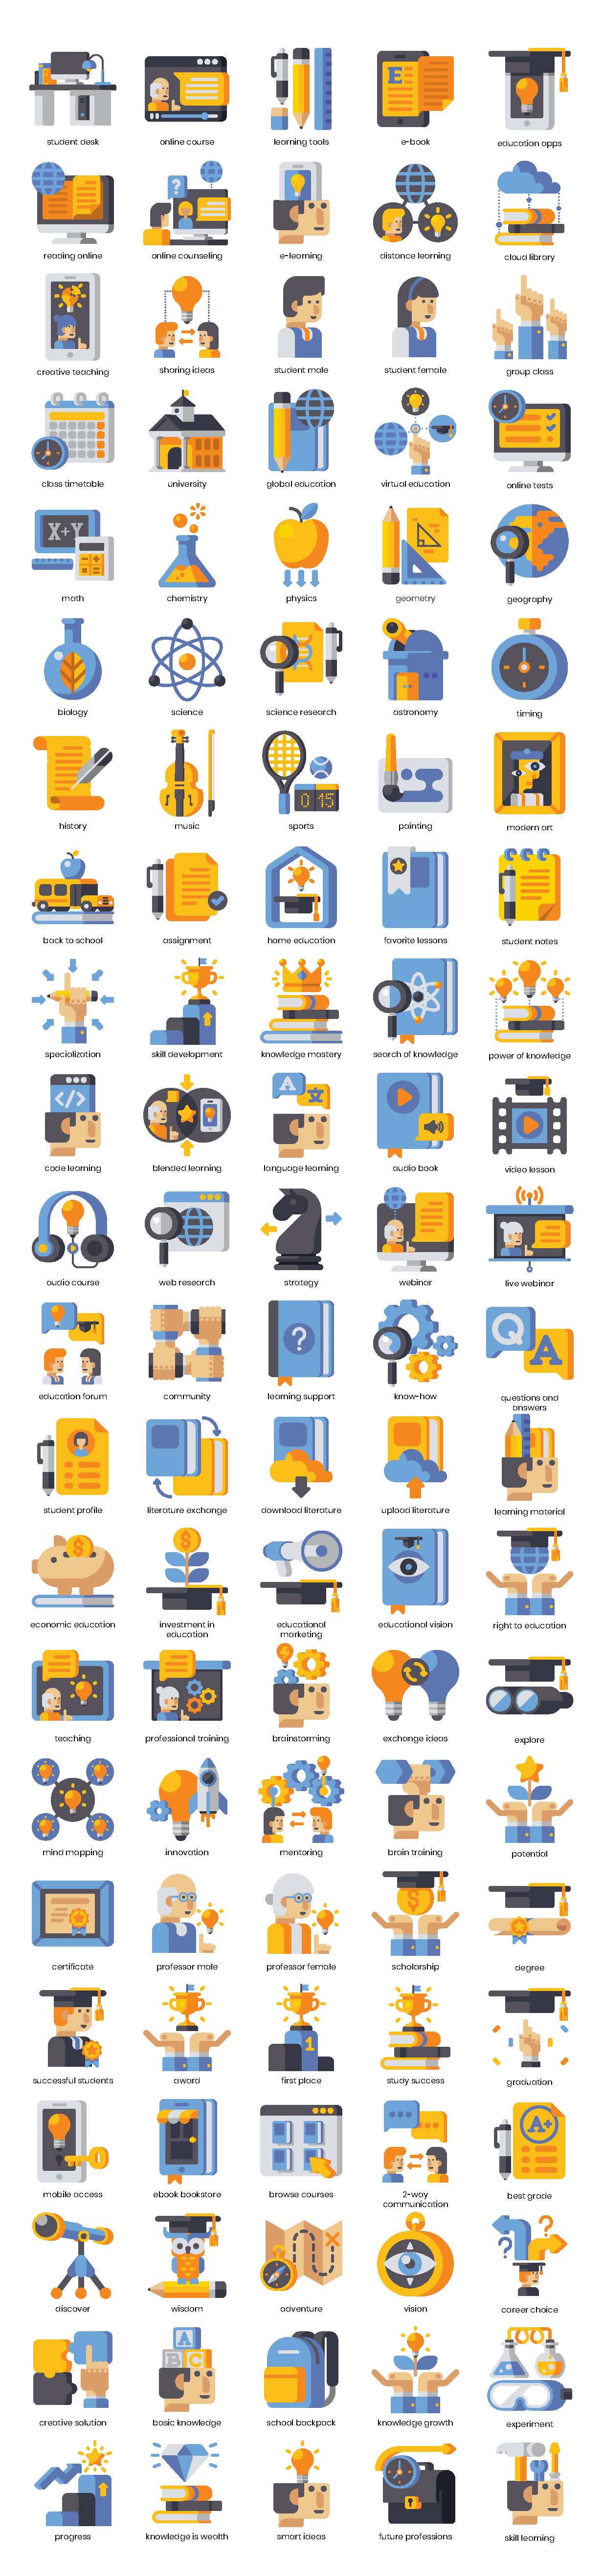 student desk
online course
learning tools
E
e-book
education apps
reading online
?
online counseling
e-learning
distance learning
cloud library
creative teaching
sharing ideas
student male
student female
group class
class timetable
university
global education
virtual education
online tests
X+Y
math
chemistry
physics
geometry
geography
biology
science
science research
astronomy
timing
history
music
0 15
sports
painting
modern art
back to school
assignment
home education
favorite lessons
student notes
specialization
skill development
knowledge mastery
search of knowledge
power of knowledge
</>
code learning
blended learning
A 文
language learning
audio book
video lesson
audio course
web research
strategy
webinar
live webinar
education forum
community
?
learning support
know-how
Q A
questions and
answers
student profile
literature exchange
download literature
upload literature
learning material
$
economic education
$
investment in
education
educational
marketing
educational vision
right to education
teaching
professional training
brainstorming
exchange ideas
explore
mind mapping
innovation
mentoring
brain training
potential
certificate
professor male
professor female
$
scholarship
degree
successful students
award
1
first place
study success
graduation
mobile access
ebook bookstore
browse courses
2-way
communication
A+
best grade
discover
wisdom
adventure
vision
? ?
career choice
creative solution
A
B C
basic knowledge
school backpack
knowledge growth
experiment
progress
knowledge is wealth
smart ideas
future professions
skill learning